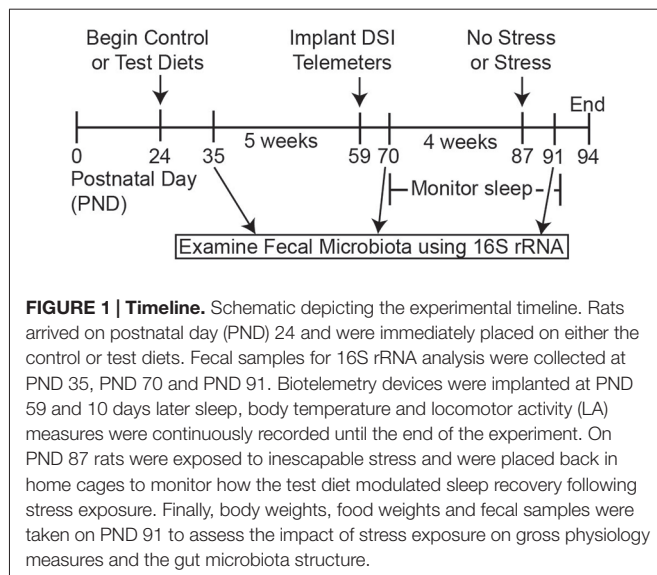 Begin Control
or Test Diets
Implant DSI
Telemeters
No Stress
or Stress
End
5 weeks
4 weeks
0
24
35
59
70
87
91
94
Postnatal Day
(PND)
Monitor sleep
Examine Fecal Microbiota using 16S rRNA
FIGURE 1 | Timeline. Schematic depicting the experimental timeline. Rats
arrived on postnatal day (PND) 24 and were immediately placed on either the
control or test diets. Fecal samples for 16S rRNA analysis were collected at
PND 35, PND 70 and PND 91. Biotelemetry devices were implanted at PND
59 and 10 days later sleep, body temperature and locomotor activity (LA)
measures were continuously recorded until the end of the experiment. On
PND 87 rats were exposed to inescapable stress and were placed back in
home cages to monitor how the test diet modulated sleep recovery following
stress exposure. Finally, body weights, food weights and fecal samples were
taken on PND 91 to assess the impact of stress exposure on gross physiology
measures and the gut microbiota structure.